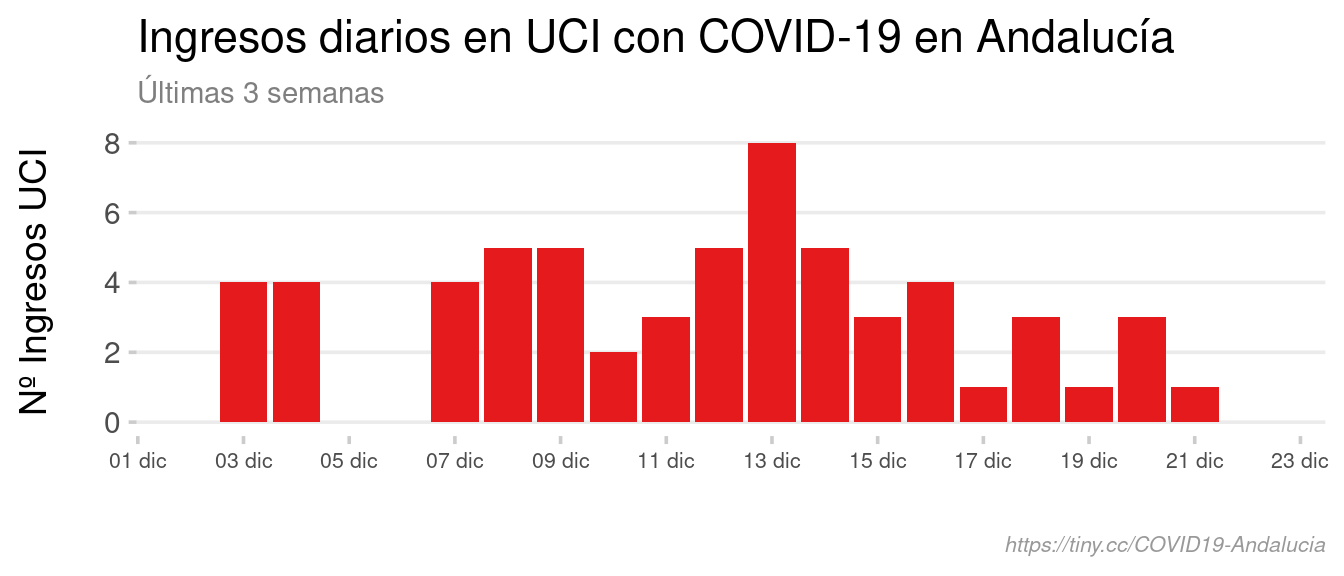 Ingresos diarios en UCI con COVID-19 en Andalucía
Últimas 3 semanas
Nº Ingresos UCI
8
6
4
2
0
01 dic 03 dic 05 dic 07 dic 09 dic 11 dic 13 dic 15 dic 17 dic 19 dic 21 dic 23 dic
https://tiny.cc/COVID19-Andalucia